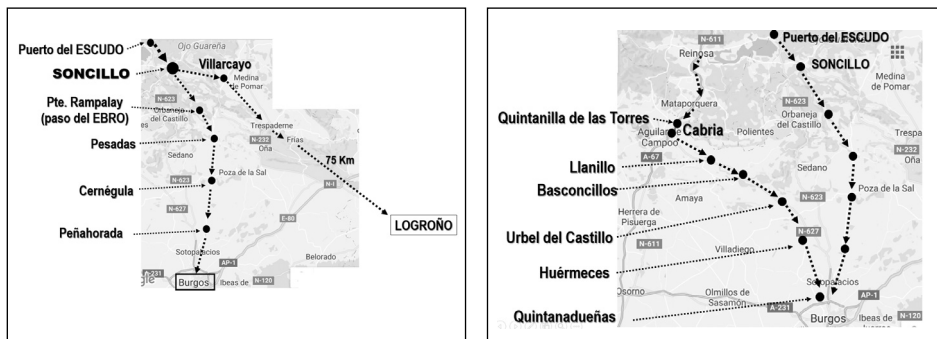 Puerto del ESCUDO
Ojo Guareña
SONCILLO
Villarcayo
Medina
de Pomar
N-623
Pte. Rampalay
(paso del EBRO)
Orbaneja
del Castillo
Trespaderne
N-232
Frías
Oña
Pesadas
Sedano
75 Km
Poza de la Sal
Cernégula
N-623
N-I
N-627
LOGROÑO
E-80
Peñahorada
Sotopalacios
AP-1
Belorado
A-231
gle
Burgos
Ibeas de
N-120
N-611
Puerto del ESCUDO
Reinosa
SONCILLO
Medina
de Pomar
N-623
Mataporquera
Orbaneja
del Castillo
Quintanilla de las Torres
Cabria
Aguilar de
Campoo
Polientes
Trespa
N-232
Oña
Llanillo
A-67
Sedano
Basconcillos
Poza de la Sal
Amaya
N-623
Herrera de
Pisuerga
Urbel del Castillo
N-627
N-611
Villadiego
Huérmeces
Sotopalacios
Osorno
Olmillos de
Sasamón
AP-1
A-231
Quintanadueñas
Burgos
Ibeas de
N-120